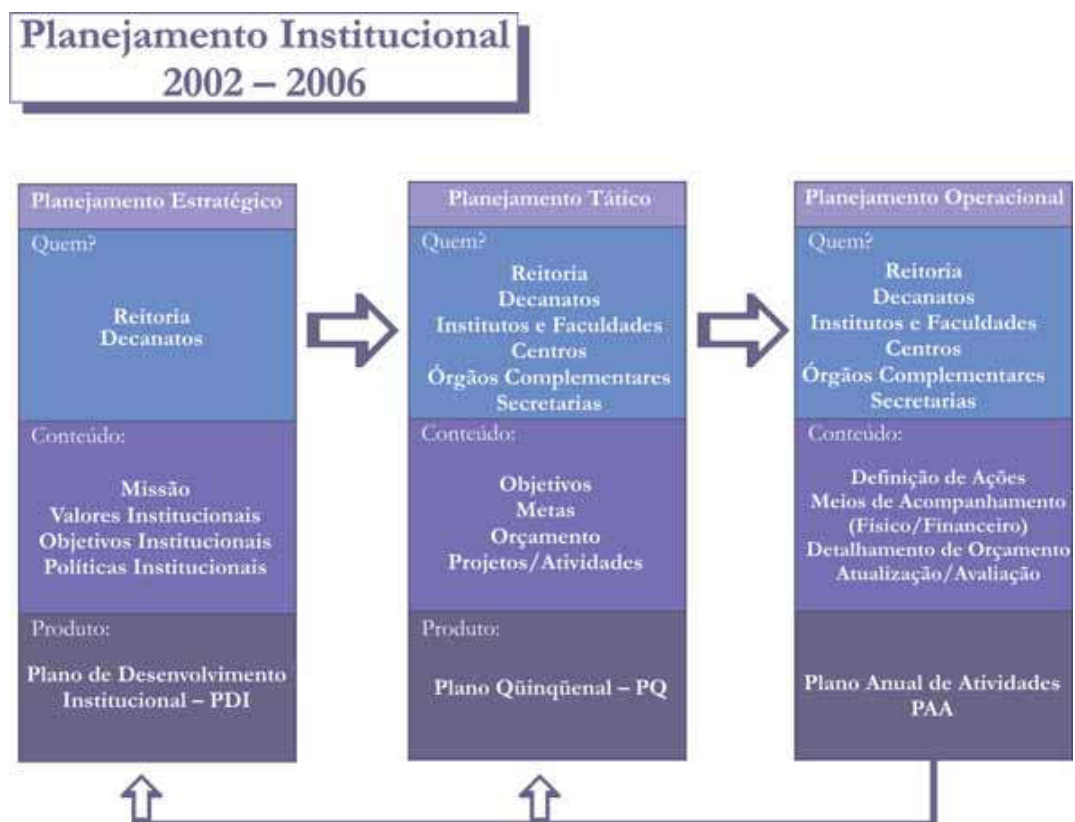 Planejamento Institucional
2002 – 2006
Planejamento Estratégico
Quem?
Reitoria
Decanatos
Conteúdo:
Missão
Valores Institucionais
Objetivos Institucionais
Políticas Institucionais
Produto:
Plano de Desenvolvimento
Institucional – PDI
Planejamento Tático
Quem?
Reitoria
Decanatos
Institutos e Faculdades
Centros
Órgãos Complementares
Secretarias
Conteúdo:
Objetivos
Metas
Orçamento
Projetos/Atividades
Produto:
Plano Qüinqüenal – PQ
Planejamento Operacional
Quem?
Reitoria
Decanatos
Institutos e Faculdades
Centros
Órgãos Complementares
Secretarias
Conteúdo:
Definição de Ações
Meios de Acompanhamento
(Físico/Financeiro)
Detalhamento de Orçamento
Atualização/Avaliação
Plano Anual de Atividades
PAA